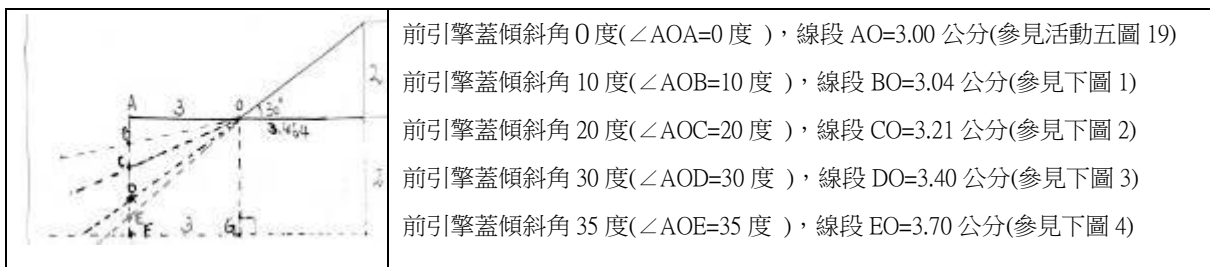 A 3 O 30° 2
3.464
B
C
D
E
F 3 G
前引擎蓋傾斜角 0 度(∠AOA=0 度 ),線段 AO=3.00 公分(參見活動五圖 19)
前引擎蓋傾斜角 10 度(∠AOB=10 度 ),線段 BO=3.04 公分(參見下圖 1)
前引擎蓋傾斜角 20 度(∠AOC=20 度 ),線段 CO=3.21 公分(參見下圖 2)
前引擎蓋傾斜角 30 度(∠AOD=30 度 ),線段 DO=3.40 公分(參見下圖 3)
前引擎蓋傾斜角 35 度(∠AOE=35 度 ),線段 EO=3.70 公分(參見下圖 4)